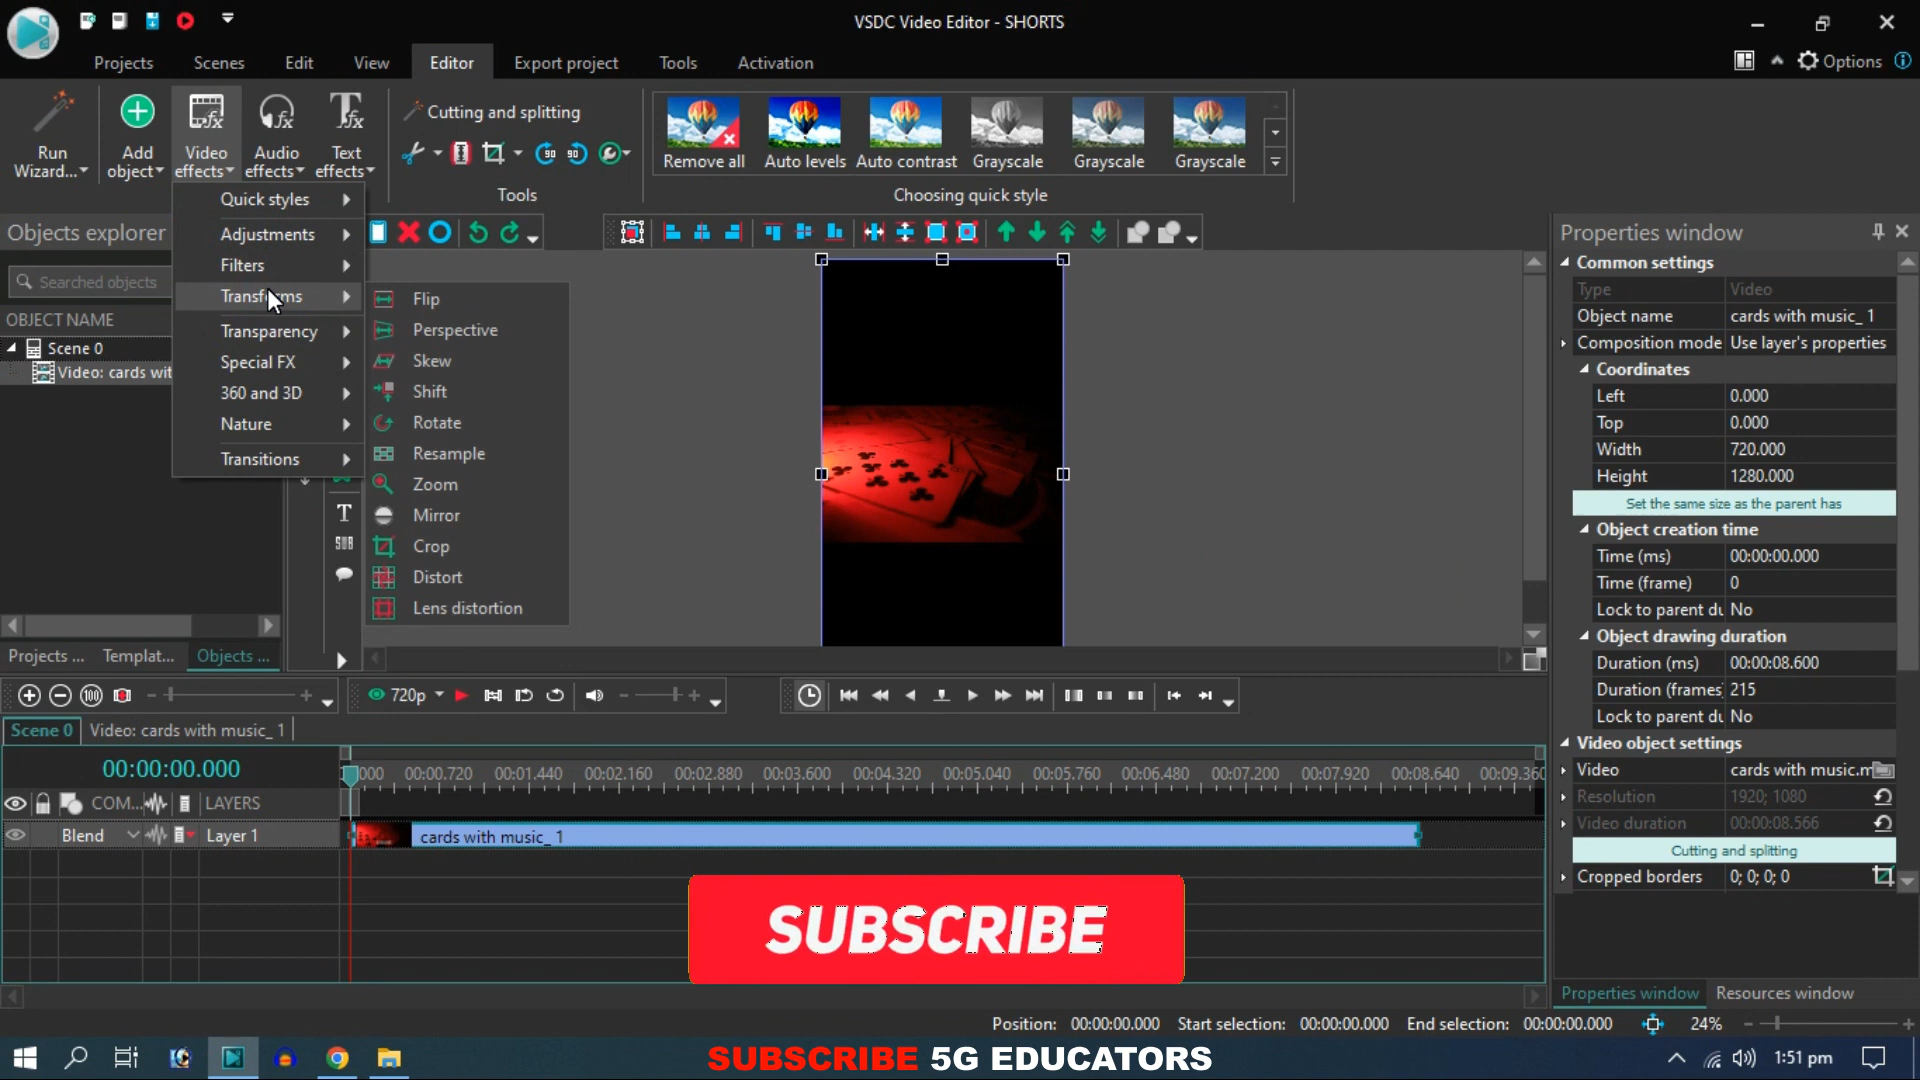 VSDC Video Editor - SHORTS
Projects Scenes Edit View Editor Export project Tools Activation Options
Run Wizard...
Add object
Video effects
Audio effects
Text effects
Cutting and splitting
Tools
Remove all Auto levels Auto contrast Grayscale Grayscale Grayscale
Choosing quick style
Quick styles
Adjustments
Filters
Transforms
Transparency
Special FX
360 and 3D
Nature
Transitions
Flip
Perspective
Skew
Shift
Rotate
Resample
Zoom
Mirror
Crop
Distort
Lens distortion
Objects explorer
Searched objects
OBJECT NAME
Scene 0
Video: cards wit
Projects ... Templat... Objects ...
T
SUB
Properties window
Common settings
Type Video
Object name cards with music_ 1
Composition mode Use layer's properties
Coordinates
Left 0.000
Top 0.000
Width 720.000
Height 1280.000
Set the same size as the parent has
Object creation time
Time (ms) 00:00:00.000
Time (frame) 0
Lock to parent du No
Object drawing duration
Duration (ms) 00:00:08.600
Duration (frames 215
Lock to parent du No
Video object settings
Video cards with music.m
Resolution 1920; 1080
Video duration 00:00:08.566
Cutting and splitting
Cropped borders 0; 0; 0; 0
Properties window Resources window
720p
Scene 0 Video: cards with music_ 1
00:00:00.000
000 00:00.720 00:01.440 00:02.160 00:02.880 00:03.600 00:04.320 00:05.040 00:05.760 00:06.480 00:07.200 00:07.920 00:08.640 00:09.360
COM... LAYERS
Blend Layer 1 cards with music_ 1
SUBSCRIBE
Position: 00:00:00.000 Start selection: 00:00:00.000 End selection: 00:00:00.000 24%
SUBSCRIBE 5G EDUCATORS
1:51 pm